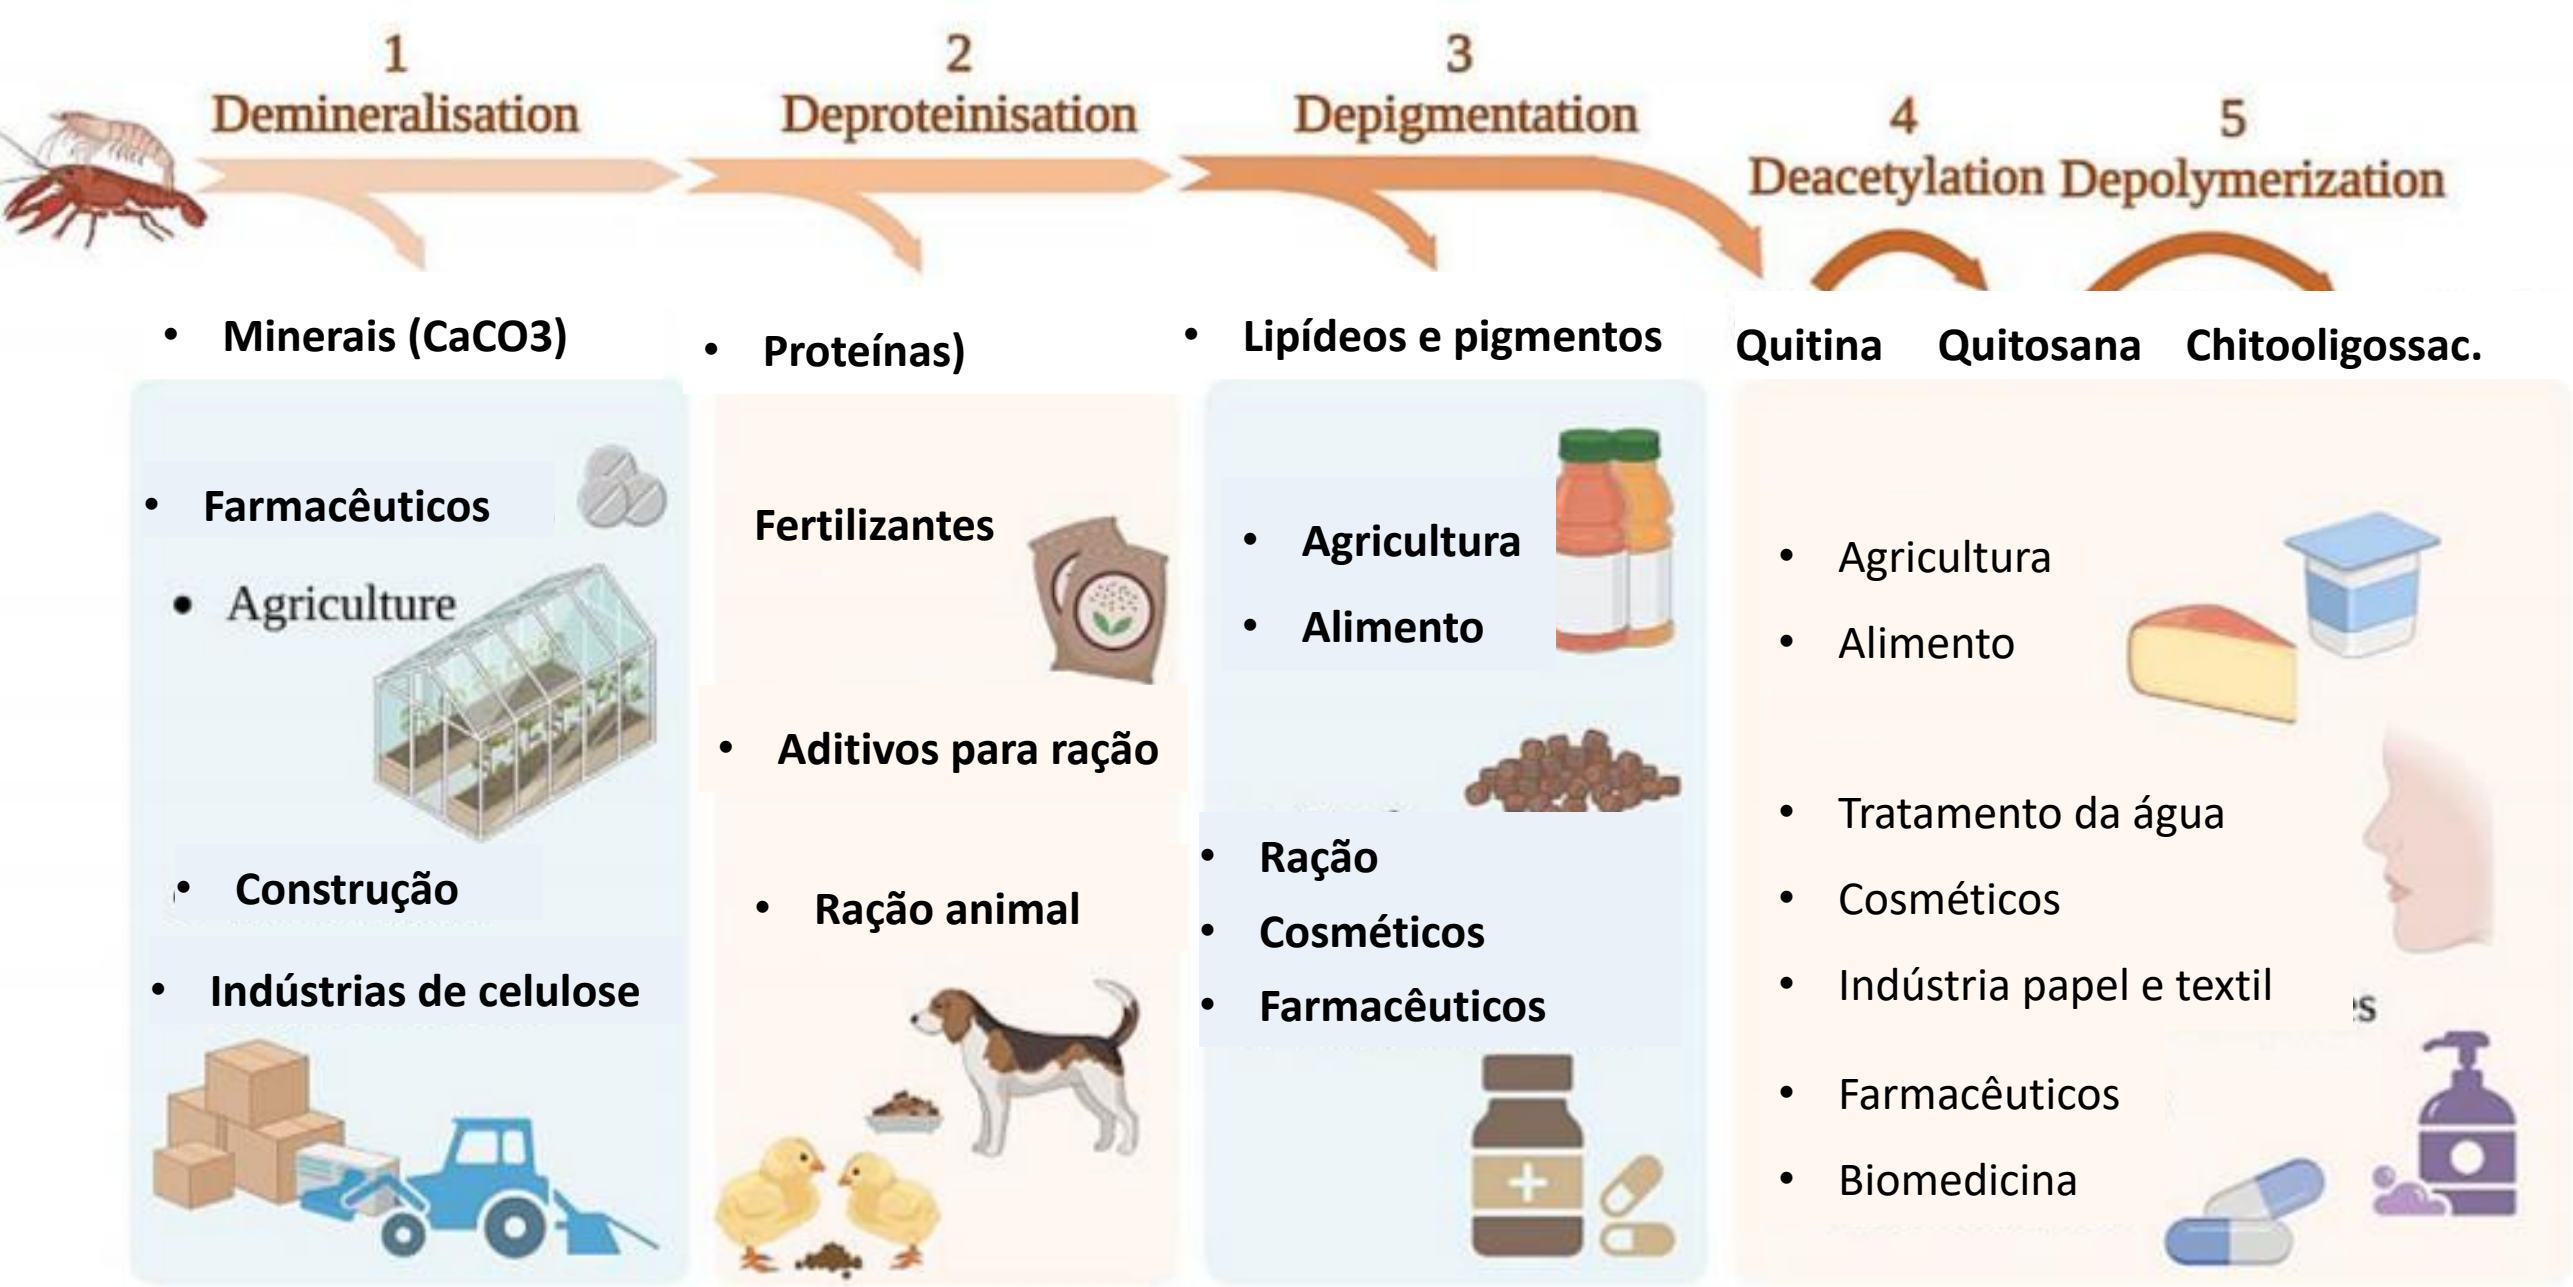 1
Demineralisation
2
Deproteinisation
3
Depigmentation
4
Deacetylation
5
Depolymerization
• Minerais (CaCO3)
• Farmacêuticos
• Agriculture
• Construção
• Indústrias de celulose
• Proteínas)
Fertilizantes
• Aditivos para ração
• Ração animal
• Lipídeos e pigmentos
• Agricultura
• Alimento
• Ração
• Cosméticos
• Farmacêuticos
Quitina Quitosana Chitooligossac.
• Agricultura
• Alimento
• Tratamento da água
• Cosméticos
• Indústria papel e textil
• Farmacêuticos
• Biomedicina